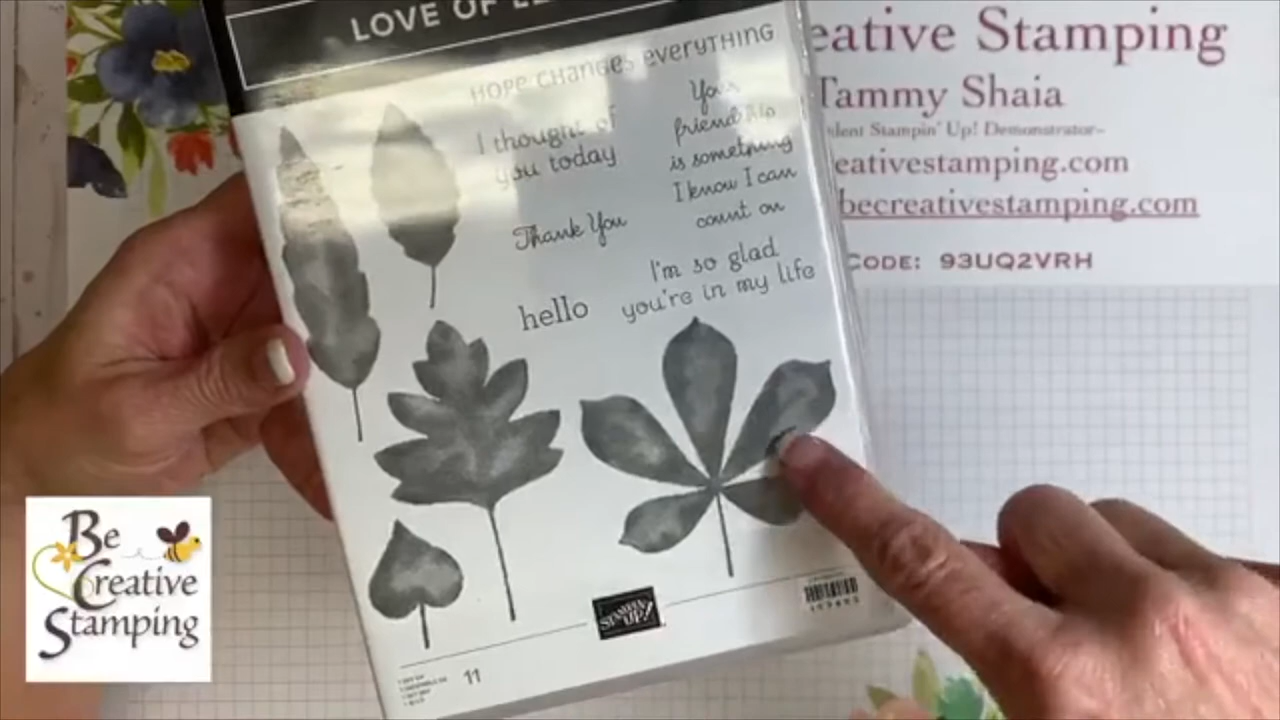 LOVE OF
HOPE CHANGES EVERYTHING
I thought of
you today
Your
friendship
is something
I know I can
count on
Thank You
I'm so glad
you're in my life
hello
STAMPIN' UP!
11
eative Stamping
Tammy Shaia
Stampin' Up! Demonstrator~
eativestamping.com
becreativestamping.com
CODE: 93UQ2VRH
Be
Creative
Stamping